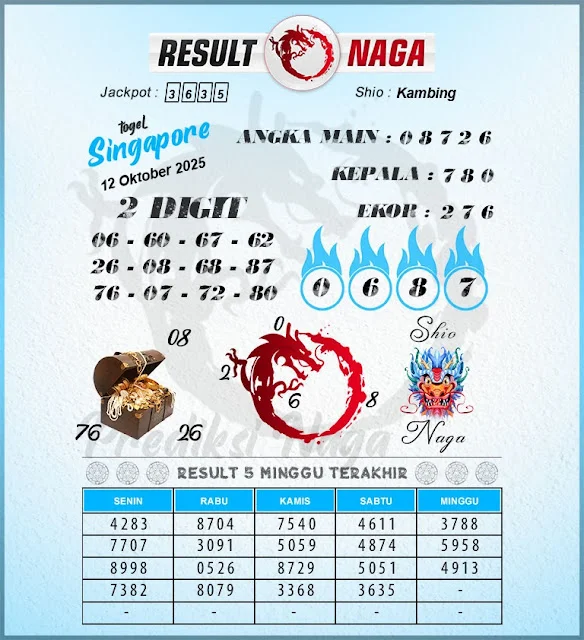 RESULT NAGA
Jackpot : 3635
Shio : Kambing
togel
Singapore
12 Oktober 2025
ANGKA MAIN : 0 8 7 2 6
KEPALA : 7 8 0
EKOR : 2 7 6
2 DIGIT
06 - 60 - 67 - 62
26 - 08 - 68 - 87
76 - 07 - 72 - 80
0 6 8 7
08
76
26
0
2
6
8
Shio
Naga
Prediksi Naga
RESULT 5 MINGGU TERAKHIR
SENIN RABU KAMIS SABTU MINGGU
4283 8704 7540 4611 3788
7707 3091 5059 4874 5958
8998 0526 8729 5051 4913
7382 8079 3368 3635 -
- - - - -